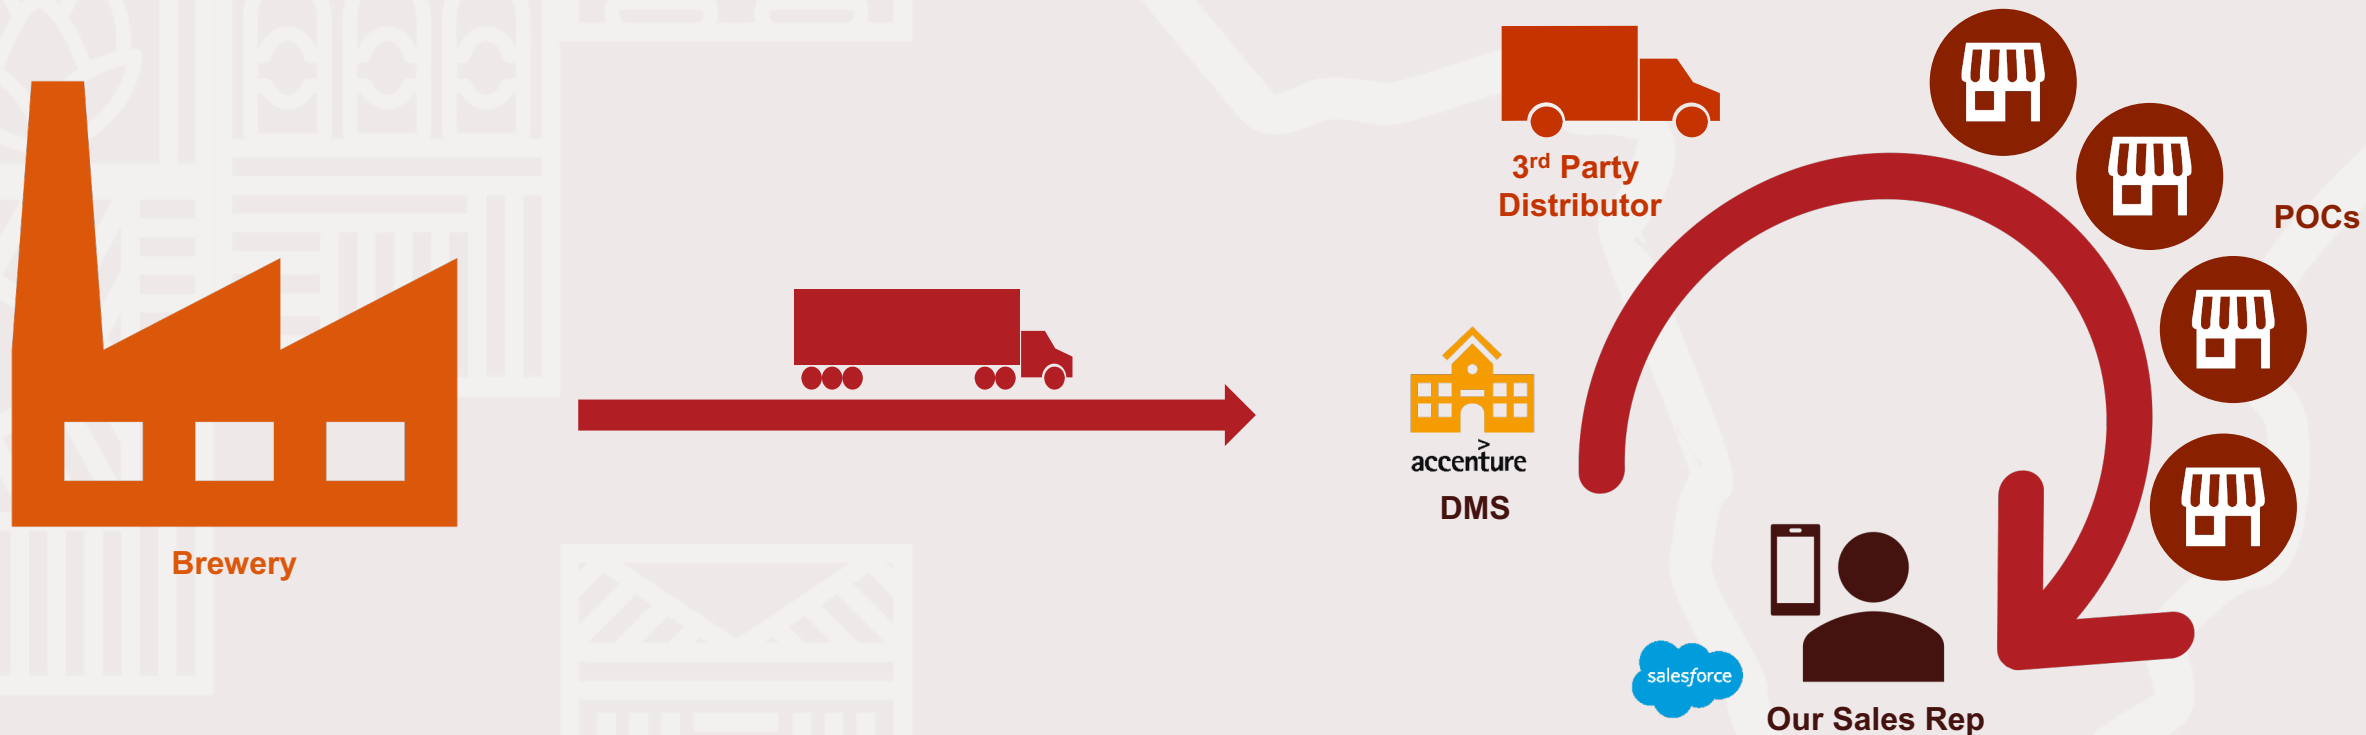 3rd Party
Distributor
POCs
>
accenture
DMS
Brewery
salesforce
Our Sales Rep